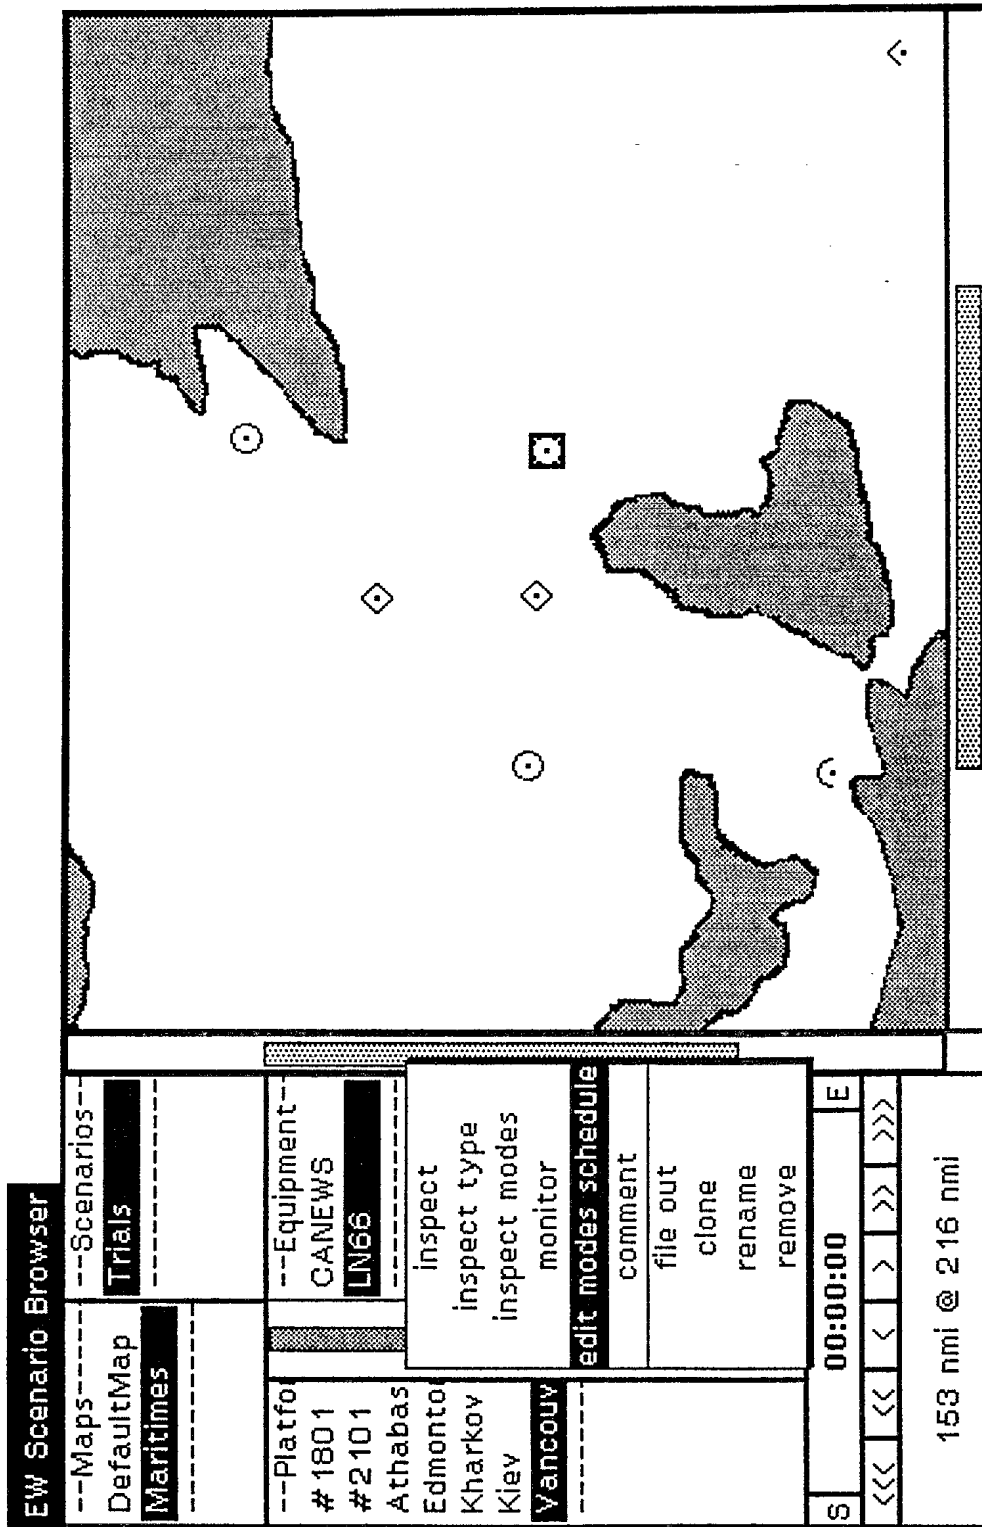 EW Scenario Browser
--Maps------
DefaultMap
Maritimes
------------
--Scenarios--
Trials
------------
--Platfo
#1801
#2101
Athabas
Edmonto
Kharkov
Kiev
Vancouv
------------
--Equipment--
CANEWS
LN66
------------
inspect
inspect type
inspect modes
monitor
edit modes schedule
comment
file out
clone
rename
remove
S 00:00:00 E
<<< << < > >> >>>
153 nmi @ 216 nmi